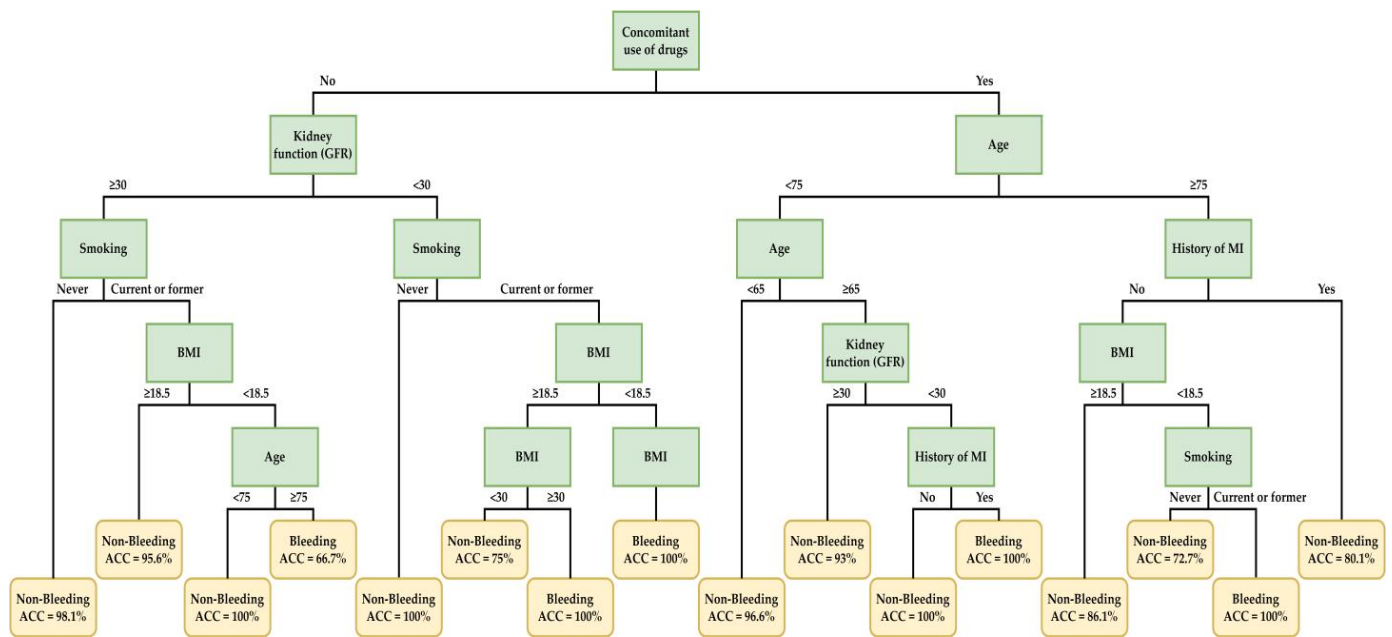 Concomitant
use of drugs
No
Yes
Kidney
function (GFR)
Age
≥30
<30
<75
≥75
Smoking
Smoking
Age
History of MI
Never
Current or former
Never
Current or former
<65
≥65
No
Yes
BMI
BMI
Kidney
function (GFR)
BMI
≥18.5
<18.5
≥18.5
<18.5
≥30
<30
≥18.5
<18.5
Age
BMI
BMI
History of MI
Smoking
<75
≥75
<30
≥30
No
Yes
Never
Current or former
Non-Bleeding
ACC = 95.6%
Bleeding
ACC = 66.7%
Non-Bleeding
ACC = 75%
Bleeding
ACC = 100%
Non-Bleeding
ACC = 93%
Bleeding
ACC = 100%
Non-Bleeding
ACC = 72.7%
Non-Bleeding
ACC = 80.1%
Non-Bleeding
ACC = 98.1%
Non-Bleeding
ACC = 100%
Non-Bleeding
ACC = 100%
Bleeding
ACC = 100%
Non-Bleeding
ACC = 96.6%
Non-Bleeding
ACC = 100%
Non-Bleeding
ACC = 86.1%
Bleeding
ACC = 100%